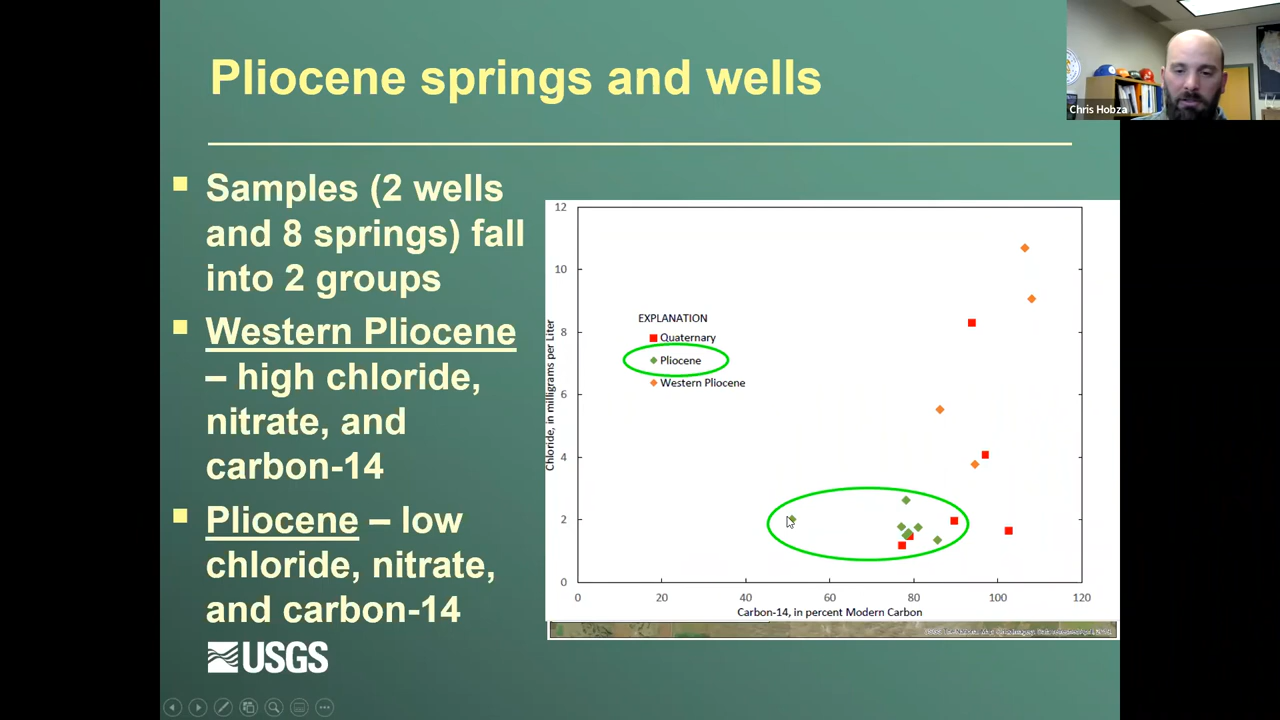 Pliocene springs and wells
Chris Hobza
Samples (2 wells
and 8 springs) fall
into 2 groups
Western Pliocene
– high chloride,
nitrate, and
carbon-14
Pliocene – low
chloride, nitrate,
and carbon-14
USGS
12
10
8
6
4
2
0
Chloride, in milligrams per Liter
EXPLANATION
Quaternary
Pliocene
Western Pliocene
0 20 40 60 80 100 120
Carbon-14, in percent Modern Carbon